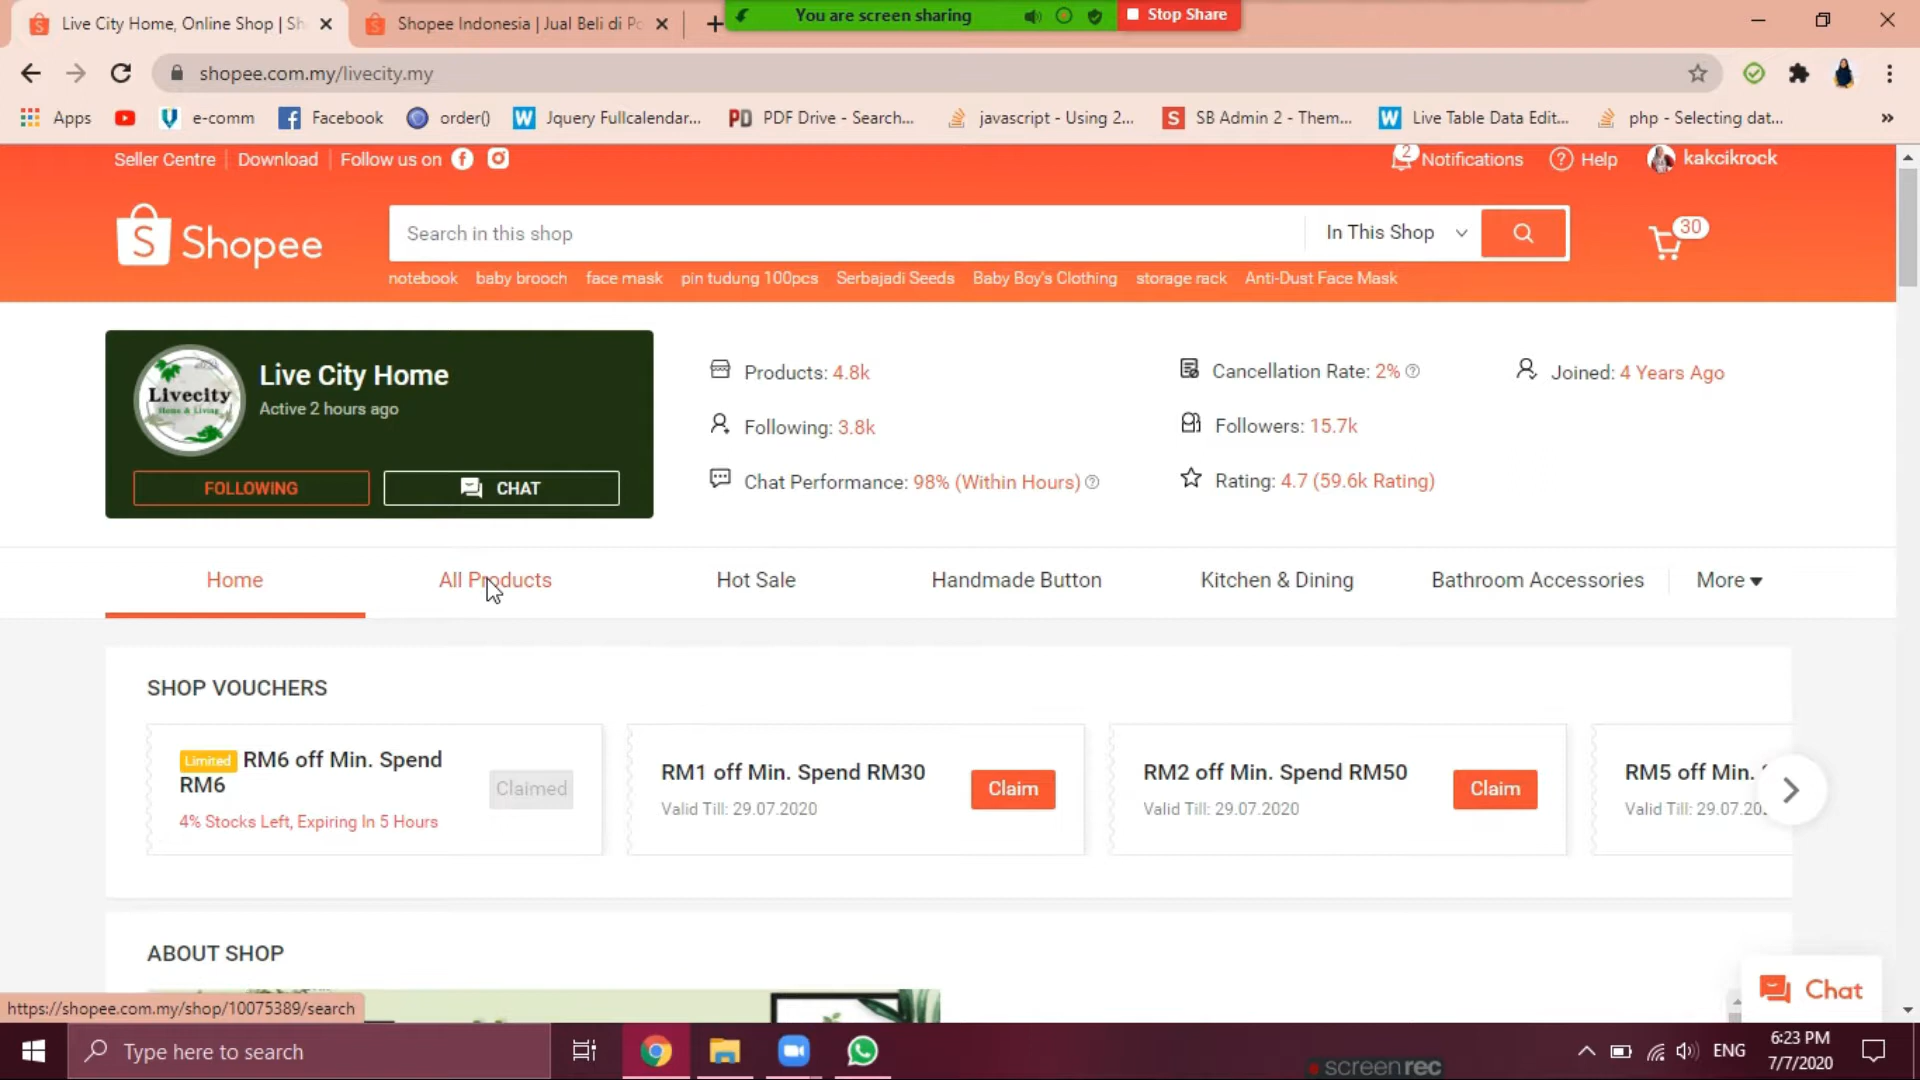 Live City Home, Online Shop | Sh
Shopee Indonesia | Jual Beli di Po
You are screen sharing
Stop Share
shopee.com.my/livecity.my
Apps
e-comm
Facebook
order()
Jquery Fullcalendar...
PDF Drive - Search...
javascript - Using 2...
SB Admin 2 - Them...
Live Table Data Edit...
php - Selecting dat...
Seller Centre
Download
Follow us on
2
Notifications
Help
kakcikrock
Shopee
Search in this shop
In This Shop
30
notebook
baby brooch
face mask
pin tudung 100pcs
Serbajadi Seeds
Baby Boy's Clothing
storage rack
Anti-Dust Face Mask
Livecity
Home & Living
Live City Home
Active 2 hours ago
FOLLOWING
CHAT
Products: 4.8k
Following: 3.8k
Chat Performance: 98% (Within Hours)
Cancellation Rate: 2%
Followers: 15.7k
Rating: 4.7 (59.6k Rating)
Joined: 4 Years Ago
Home
All Products
Hot Sale
Handmade Button
Kitchen & Dining
Bathroom Accessories
More
SHOP VOUCHERS
Limited RM6 off Min. Spend
RM6
4% Stocks Left, Expiring In 5 Hours
Claimed
RM1 off Min. Spend RM30
Valid Till: 29.07.2020
Claim
RM2 off Min. Spend RM50
Valid Till: 29.07.2020
Claim
RM5 off Min.
Valid Till: 29.07.20
ABOUT SHOP
Chat
https://shopee.com.my/shop/10075389/search
Type here to search
screenrec
ENG
6:23 PM
7/7/2020